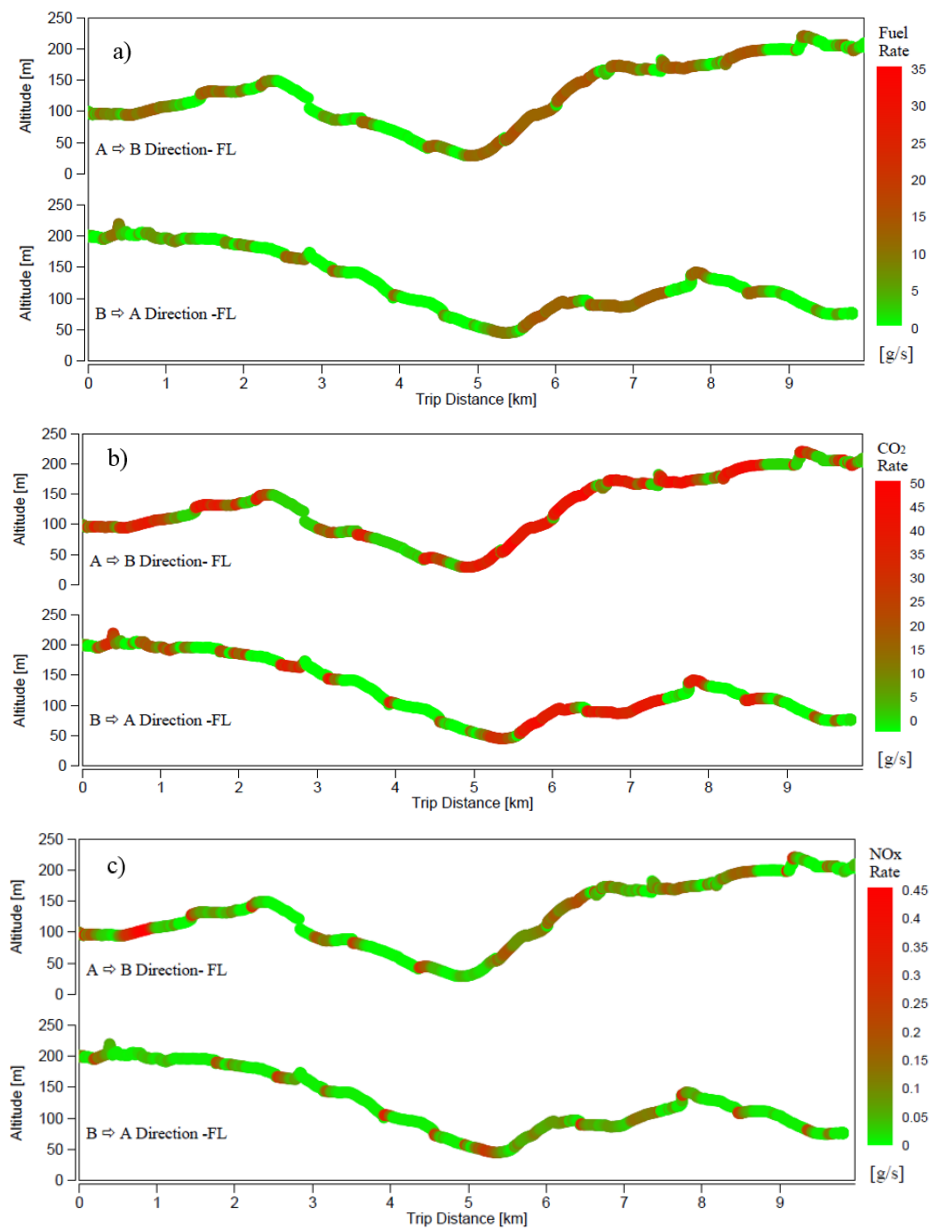 a)
Altitude [m]
250
200
150
100
50
0
A ⇨ B Direction- FL
Altitude [m]
200
150
100
50
0
B ⇨ A Direction -FL
0 1 2 3 4 5 6 7 8 9
Trip Distance [km]
Fuel
Rate
35
30
25
20
15
10
5
0
[g/s]
b)
Altitude [m]
250
200
150
100
50
0
A ⇨ B Direction- FL
Altitude [m]
250
200
150
100
50
0
B ⇨ A Direction -FL
0 1 2 3 4 5 6 7 8 9
Trip Distance [km]
CO₂
Rate
50
45
40
35
30
25
20
15
10
5
0
[g/s]
c)
Altitude [m]
250
200
150
100
50
0
A ⇨ B Direction- FL
Altitude [m]
250
200
150
100
50
0
B ⇨ A Direction -FL
0 1 2 3 4 5 6 7 8 9
Trip Distance [km]
NOx
Rate
0.45
0.4
0.35
0.3
0.25
0.2
0.15
0.1
0.05
0
[g/s]